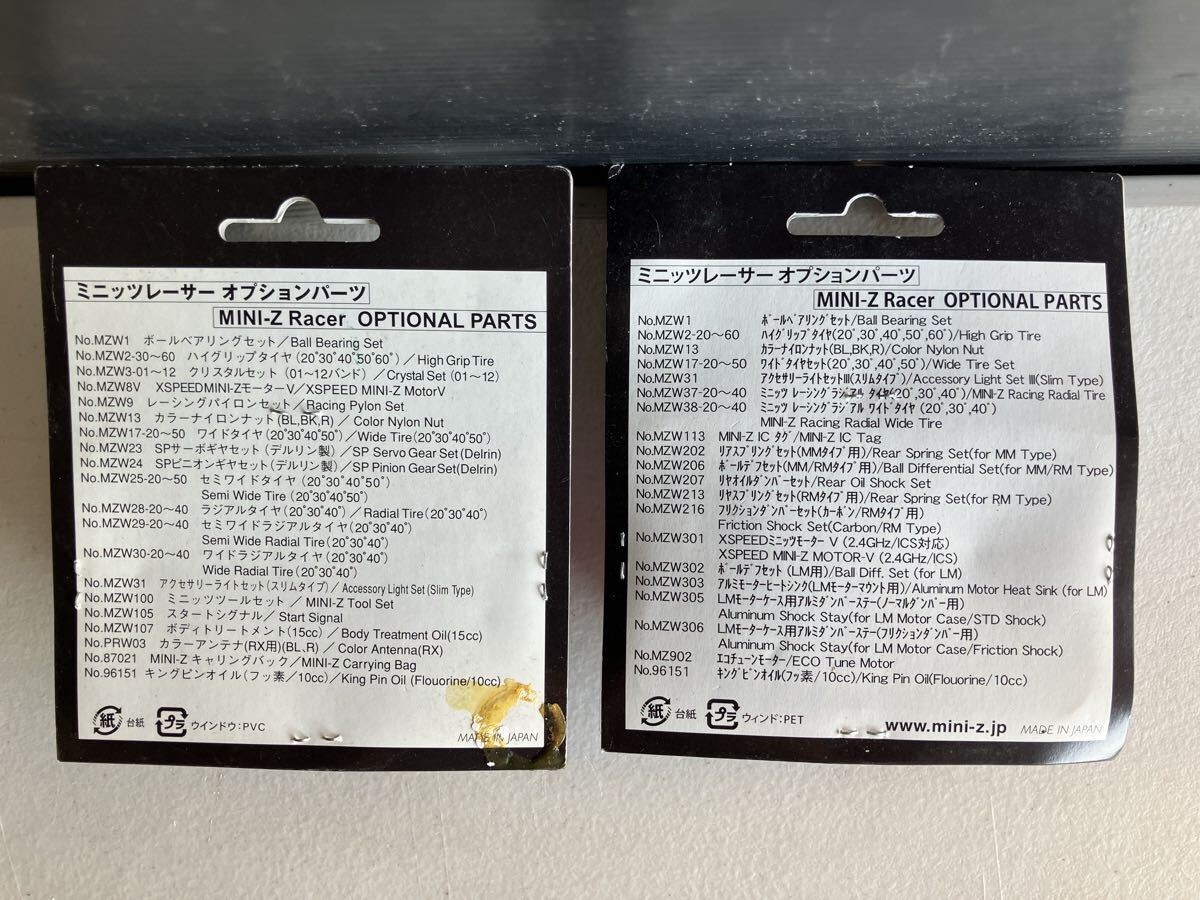 ミニッツレーサー オプションパーツ
MINI-Z Racer OPTIONAL PARTS
No.MZW1 ボールベアリングセット／Ball Bearing Set
No.MZW2-30～60 ハイグリップタイヤ（20°30°40°50°60°）／High Grip Tire
No.MZW3-01～12 クリスタルセット（01～12バンド）／Crystal Set（01～12）
No.MZW8V XSPEEDMINI-ZモーターV／XSPEED MINI-Z MotorV
No.MZW9 レーシングパイロンセット／Racing Pylon Set
No.MZW13 カラーナイロンナット（BL,BK,R）／Color Nylon Nut
No.MZW17-20～50 ワイドタイヤ（20°30°40°50°）／Wide Tire（20°30°40°50°）
No.MZW23 SPサーボギヤセット（デルリン製）／SP Servo Gear Set（Delrin）
No.MZW24 SPピニオンギヤセット（デルリン製）／SP Pinion Gear Set（Delrin）
No.MZW25-20～50 セミワイドタイヤ（20°30°40°50°）
Semi Wide Tire（20°30°40°50°）
No.MZW28-20～40 ラジアルタイヤ（20°30°40°）／Radial Tire（20°30°40°）
No.MZW29-20～40 セミワイドラジアルタイヤ（20°30°40°）
Semi Wide Radial Tire（20°30°40°）
No.MZW30-20～40 ワイドラジアルタイヤ（20°30°40°）
Wide Radial Tire（20°30°40°）
No.MZW31 アクセサリーライトセット（スリムタイプ）／Accessory Light Set（Slim Type）
No.MZW100 ミニッツツールセット／MINI-Z Tool Set
No.MZW105 スタートシグナル／Start Signal
No.MZW107 ボディトリートメント（15cc）／Body Treatment Oil（15cc）
No.PRW03 カラーアンテナ（RX用）（BL､R）／Color Antenna（RX）
No.87021 MINI-Z キャリングバック／MINI-Z Carrying Bag
No.96151 キングピンオイル（フッ素／10cc）／King Pin Oil（Flouorine/10cc）
紙 台紙 プラ ウインドウ：PVC
MADE IN JAPAN
ミニッツレーサー オプションパーツ
MINI-Z Racer OPTIONAL PARTS
No.MZW1 ﾎﾞｰﾙﾍﾞｱﾘﾝｸﾞｾｯﾄ/Ball Bearing Set
No.MZW2-20～60 ﾊｲｸﾞﾘｯﾌﾟﾀｲﾔ(20°,30°,40°,50°,60°)/High Grip Tire
No.MZW13 ｶﾗｰﾅｲﾛﾝﾅｯﾄ(BL,BK,R)/Color Nylon Nut
No.MZW17-20～50 ﾜｲﾄﾞﾀｲﾔｾｯﾄ(20°,30°,40°,50°)/Wide Tire Set
No.MZW31 ｱｸｾｻﾘｰﾗｲﾄｾｯﾄIII(ｽﾘﾑﾀｲﾌﾟ)/Accessory Light Set III(Slim Type)
No.MZW37-20～40 ﾐﾆｯﾂ ﾚｰｼﾝｸﾞﾗｼﾞｱﾙ ﾀｲﾔ(20°,30°,40°)/MINI-Z Racing Radial Tire
No.MZW38-20～40 ﾐﾆｯﾂ ﾚｰｼﾝｸﾞﾗｼﾞｱﾙ ﾜｲﾄﾞﾀｲﾔ (20°,30°,40°)
MINI-Z Racing Radial Wide Tire
No.MZW113 MINI-Z IC ﾀｸﾞ/MINI-Z IC Tag
No.MZW202 ﾘｱｽﾌﾟﾘﾝｸﾞｾｯﾄ(MMﾀｲﾌﾟ用)/Rear Spring Set(for MM Type)
No.MZW206 ﾎﾞｰﾙﾃﾞﾌｾｯﾄ(MM/RMﾀｲﾌﾟ用)/Ball Differential Set(for MM/RM Type)
No.MZW207 ﾘﾔｵｲﾙﾀﾞﾝﾊﾟｰｾｯﾄ/Rear Oil Shock Set
No.MZW213 ﾘﾔｽﾌﾟﾘﾝｸﾞｾｯﾄ(RMﾀｲﾌﾟ用)/Rear Spring Set(for RM Type)
No.MZW216 ﾌﾘｸｼｮﾝﾀﾞﾝﾊﾟｰｾｯﾄ(ｶｰﾎﾞﾝ/RMﾀｲﾌﾟ用)
Friction Shock Set(Carbon/RM Type)
No.MZW301 XSPEEDﾐﾆｯﾂﾓｰﾀｰ V (2.4GHz/ICS対応)
XSPEED MINI-Z MOTOR-V (2.4GHz/ICS)
No.MZW302 ﾎﾞｰﾙﾃﾞﾌｾｯﾄ (LM用)/Ball Diff. Set (for LM)
No.MZW303 ｱﾙﾐﾓｰﾀｰﾋｰﾄｼﾝｸ(LMﾓｰﾀｰﾏｳﾝﾄ用)/Aluminum Motor Heat Sink (for LM)
No.MZW305 LMﾓｰﾀｰｹｰｽ用ｱﾙﾐﾀﾞﾝﾊﾟｰｽﾃｰ(ﾉｰﾏﾙﾀﾞﾝﾊﾟｰ用)
Aluminum Shock Stay(for LM Motor Case/STD Shock)
No.MZW306 LMﾓｰﾀｰｹｰｽ用ｱﾙﾐﾀﾞﾝﾊﾟｰｽﾃｰ(ﾌﾘｸｼｮﾝﾀﾞﾝﾊﾟｰ用)
Aluminum Shock Stay(for LM Motor Case/Friction Shock)
No.MZ902 ｴｺﾁｭｰﾝﾓｰﾀｰ/ECO Tune Motor
No.96151 ｷﾝｸﾞﾋﾟﾝｵｲﾙ(ﾌｯ素/10cc)/King Pin Oil(Flouorine/10cc)
紙 台紙 プラ ウィンド：PET
www.mini-z.jp MADE IN JAPAN